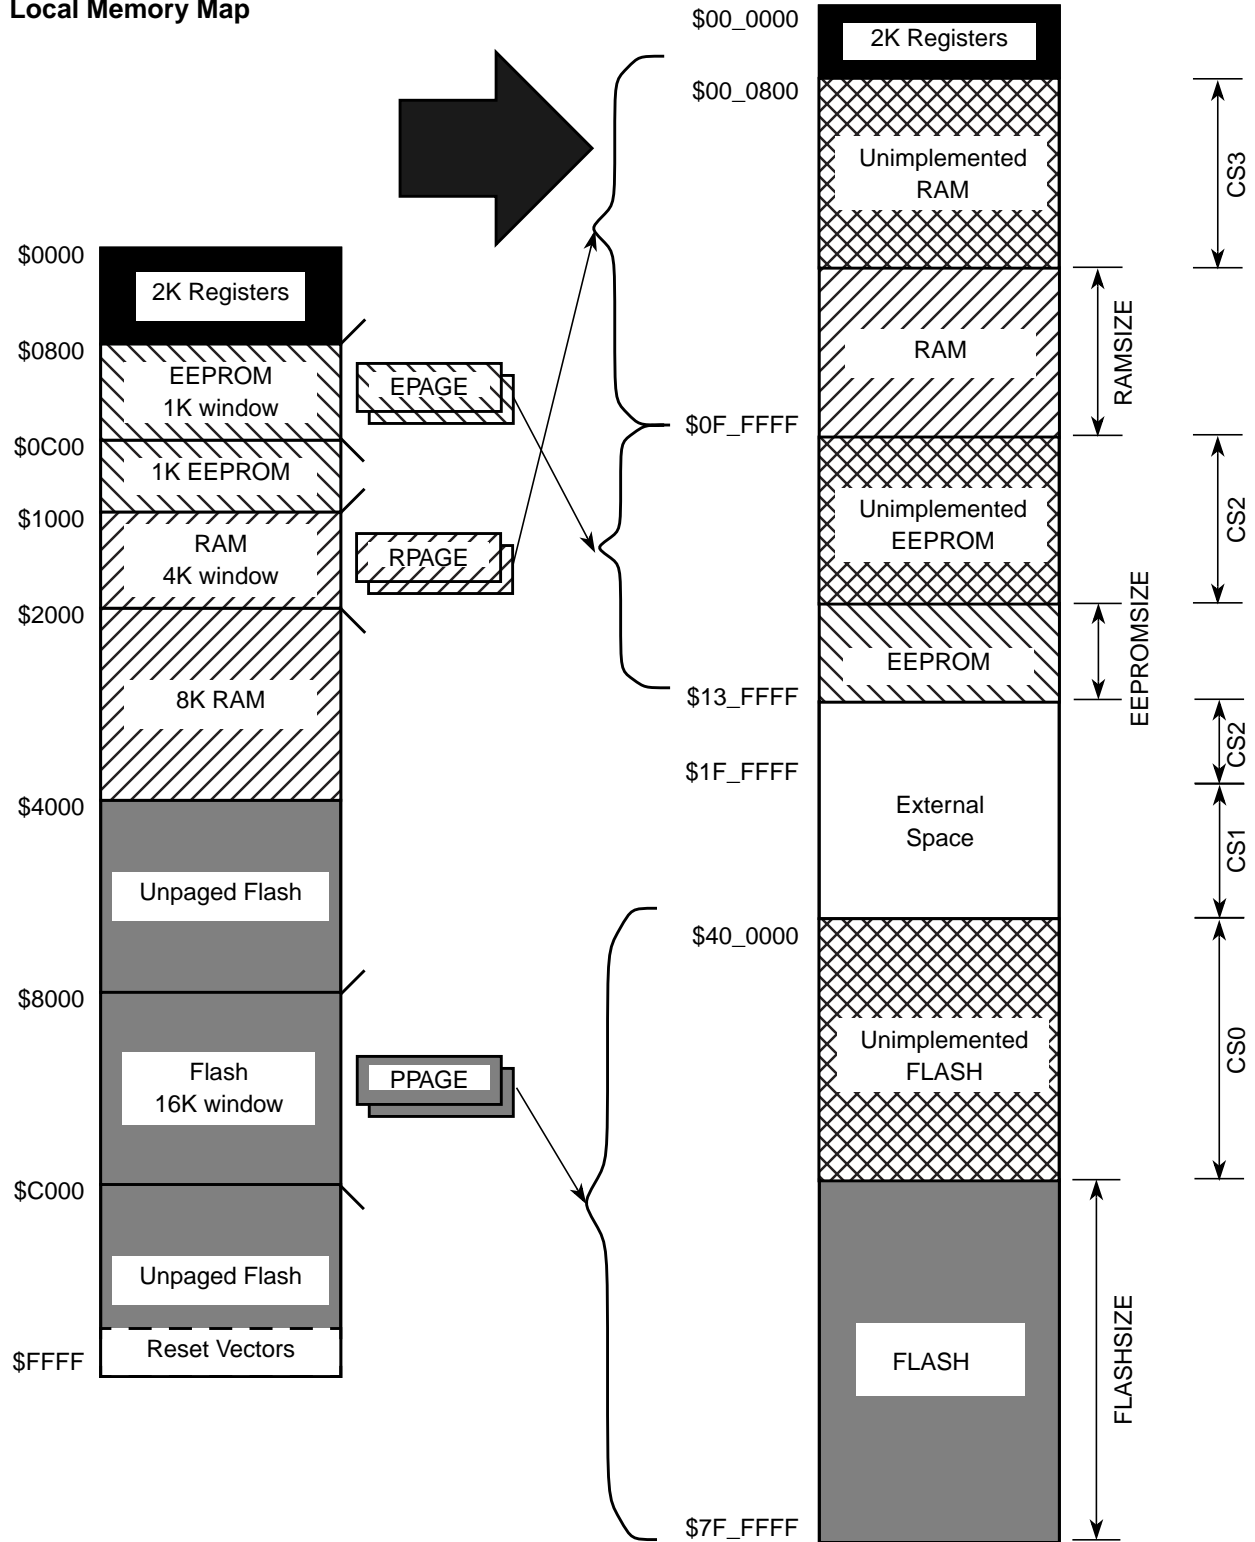 Local Memory Map
$0000
2K Registers
$0800
EEPROM
1K window
$0C00
1K EEPROM
$1000
RAM
4K window
$2000
8K RAM
$4000
Unpaged Flash
$8000
Flash
16K window
$C000
Unpaged Flash
Reset Vectors
$FFFF
EPAGE
RPAGE
PPAGE
$00_0000
2K Registers
$00_0800
Unimplemented
RAM
CS3
RAM
RAMSIZE
$0F_FFFF
Unimplemented
EEPROM
CS2
EEPROM
EEPROMSIZE
$13_FFFF
CS2
$1F_FFFF
External
Space
CS1
$40_0000
Unimplemented
FLASH
CS0
FLASH
FLASHSIZE
$7F_FFFF